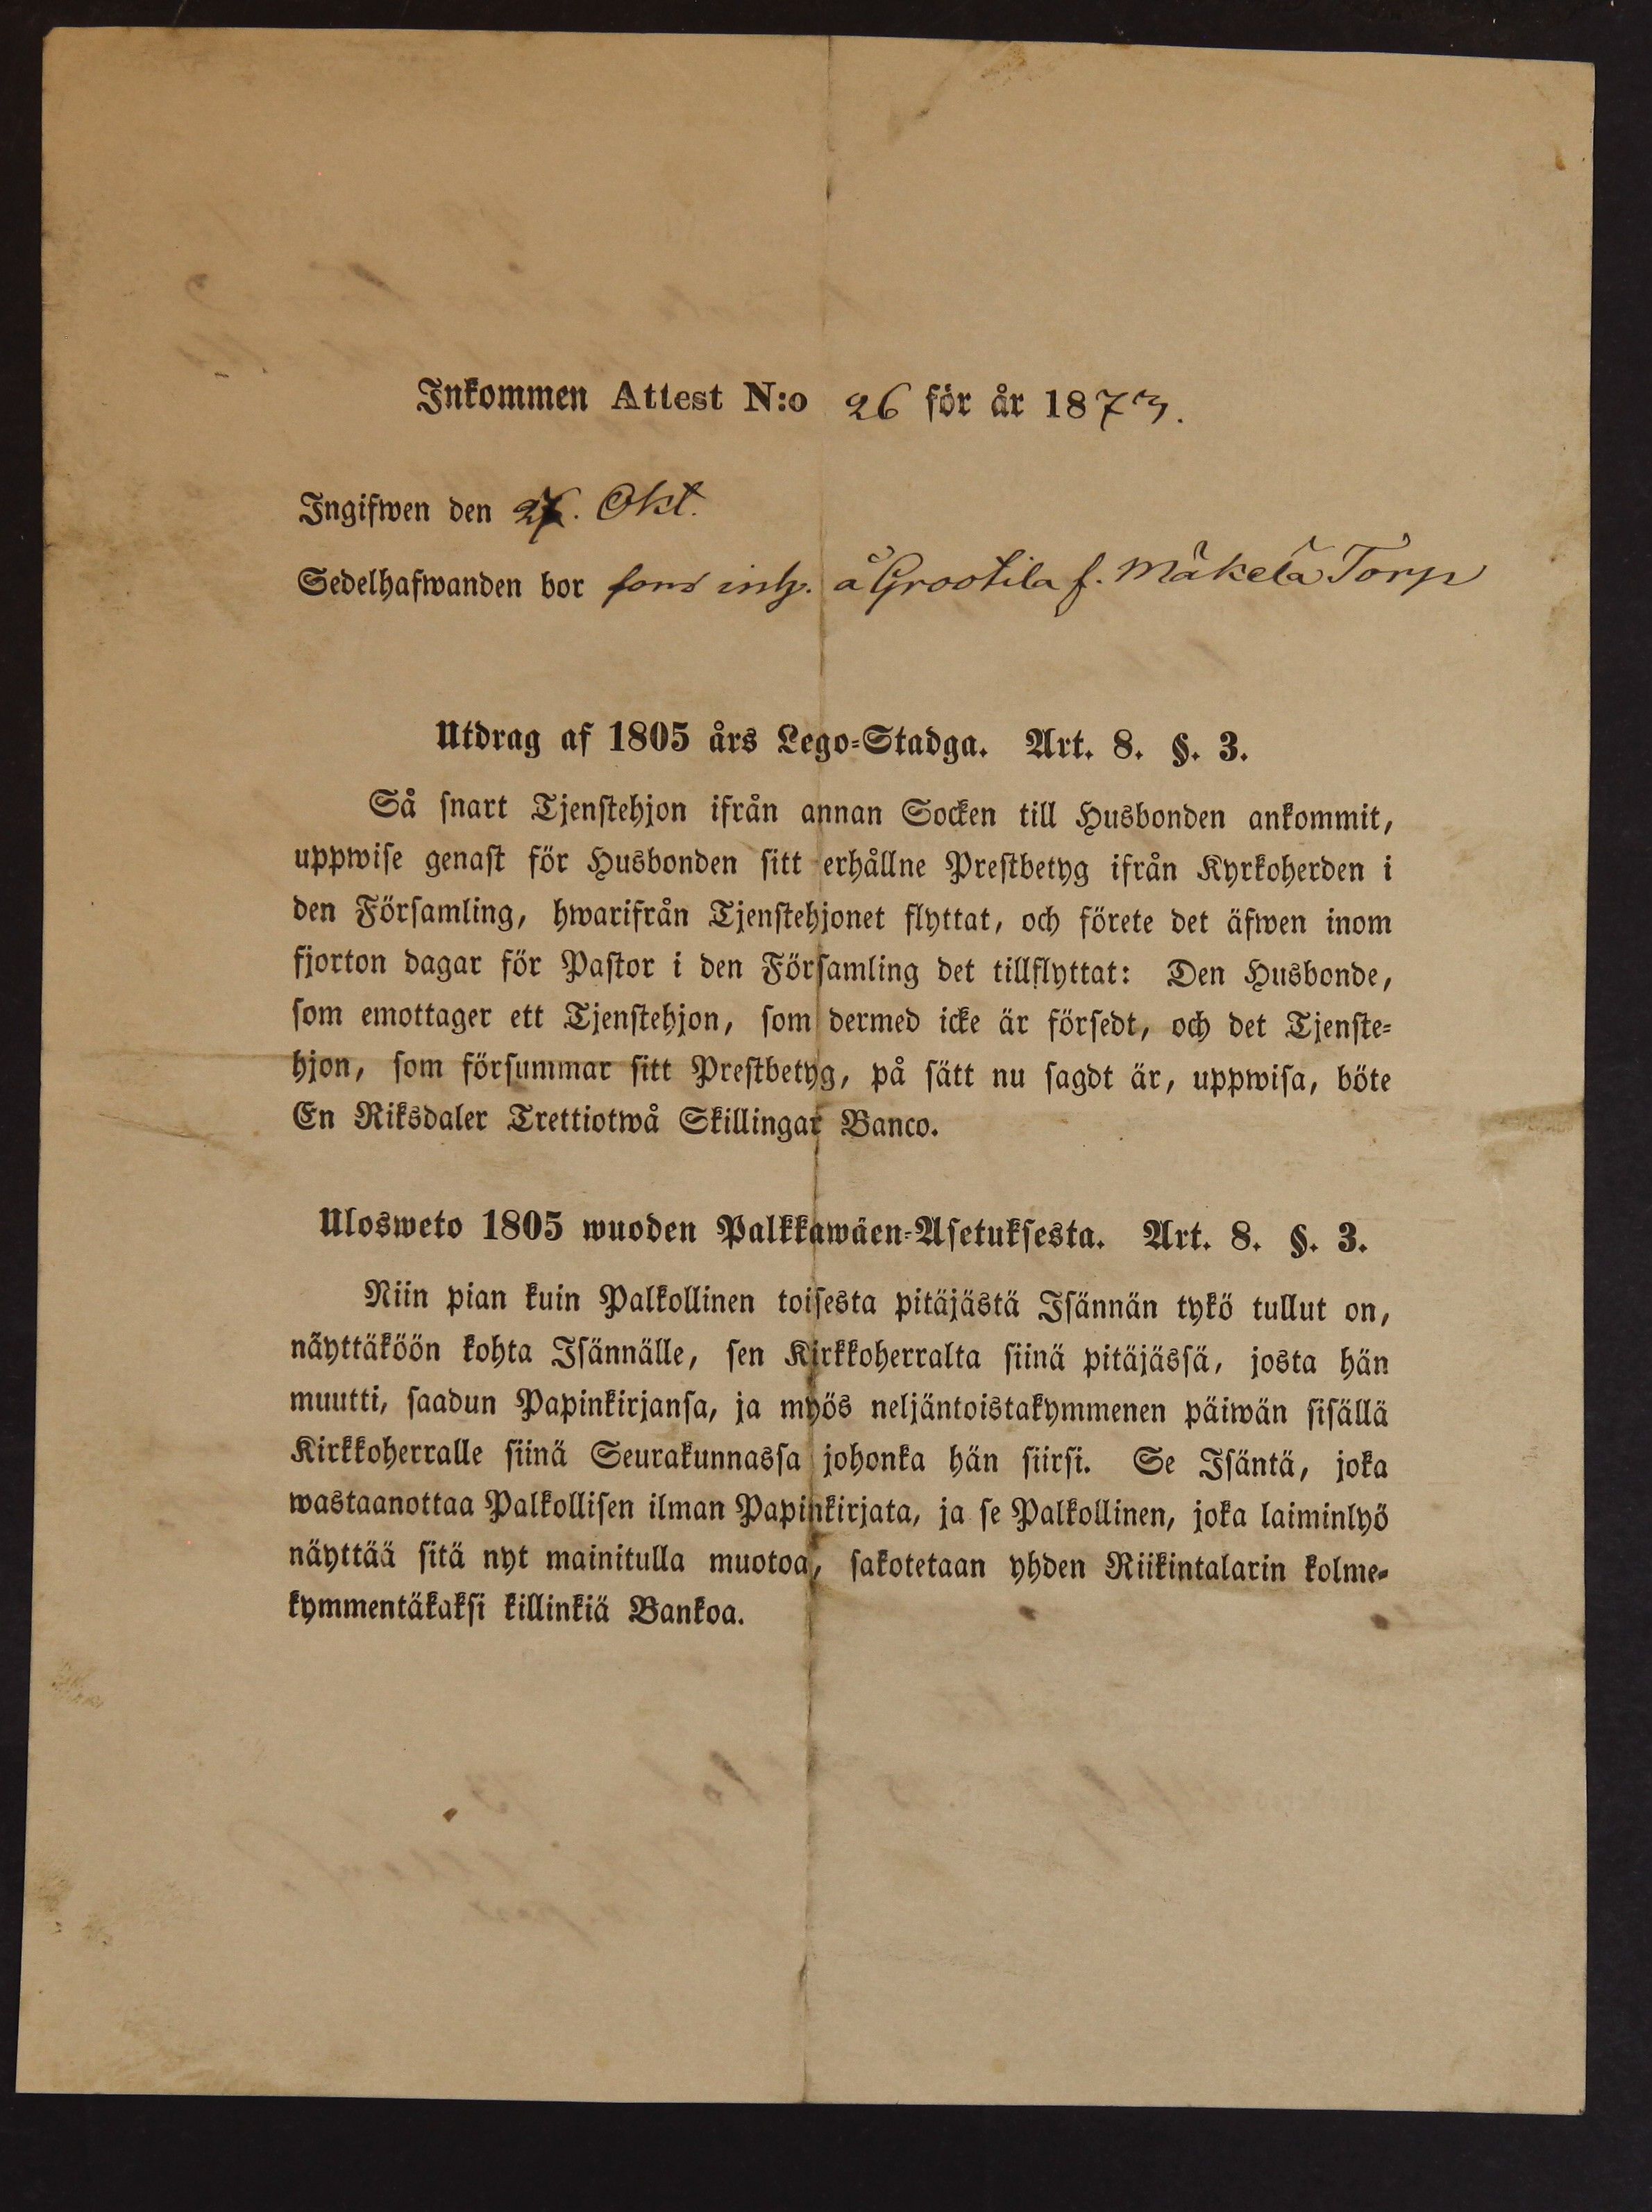 Inkommen Attest N:o 26 för år 1873.
Ingifwen den 27. Okt.
Sedelhafwanden bor som inh. å Grootila f. Mäkelä Torp
Utdrag af 1805 års Lego-Stadga. Art. 8. §. 3.
Så snart Tjenstehjon ifrån annan Socken till Husbonden ankommit,
uppwise genast för Husbonden sitt erhållne Prestbetyg ifrån Kyrkoherden i
den Församling, hwarifrån Tjenstehjonet flyttat, och förete det äfwen inom
fjorton dagar för Pastor i den Församling det tillflyttat: Den Husbonde,
som emottager ett Tjenstehjon, som dermed icke är försedt, och det Tjenste-
hjon, som försummar sitt Prestbetyg, på sätt nu sagdt är, uppwisa, böte
En Riksdaler Trettiotwå Skillingar Banco.
Ulosweto 1805 wuoden Palkkawäen-Asetuksesta. Art. 8. §. 3.
Niin pian kuin Palkollinen toisesta pitäjästä Isännän tykö tullut on,
näyttäköön kohta Isännälle, sen Kirkkoherralta siinä pitäjässä, josta hän
muutti, saadun Papinkirjansa, ja myös neljäntoistakymmenen päiwän sisällä
Kirkkoherralle siinä Seurakunnassa johonka hän siirsi. Se Isäntä, joka
wastaanottaa Palkollisen ilman Papinkirjata, ja se Palkollinen, joka laiminlyö
näyttää sitä nyt mainitulla muotoa, sakotetaan yhden Riikintalarin kolme-
kymmentäkaksi killinkiä Bankoa.